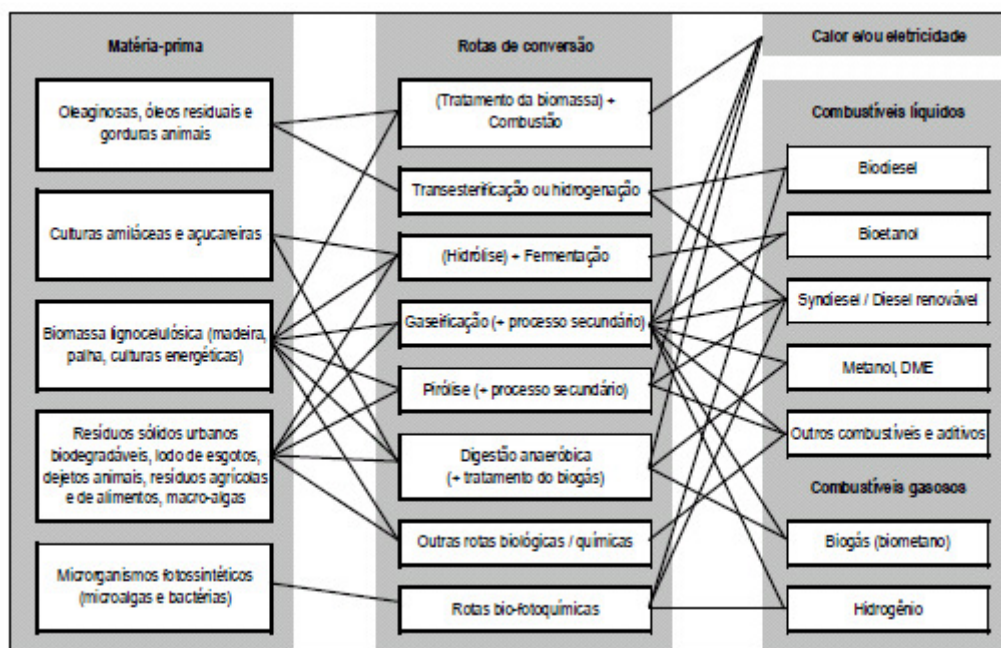 Matéria-prima
Oleaginosas, óleos residuais e
gorduras animais
Culturas amiláceas e açucareiras
Biomassa lignocelulósica (madeira,
palha, culturas energéticas)
Resíduos sólidos urbanos
biodegradáveis, lodo de esgotos,
dejetos animais, resíduos agrícolas
e de alimentos, macro-algas
Microrganismos fotossintéticos
(microalgas e bactérias)
Rotas de conversão
(Tratamento da biomassa) +
Combustão
Transesterificação ou hidrogenação
(Hidrólise) + Fermentação
Gaseificação (+ processo secundário)
Pirólise (+ processo secundário)
Digestão anaeróbica
(+ tratamento do biogás)
Outras rotas biológicas / químicas
Rotas bio-fotoquímicas
Calor e/ou eletricidade
Combustíveis líquidos
Biodiesel
Bioetanol
Syndiesel / Diesel renovável
Metanol, DME
Outros combustíveis e aditivos
Combustíveis gasosos
Biogás (biometano)
Hidrogênio